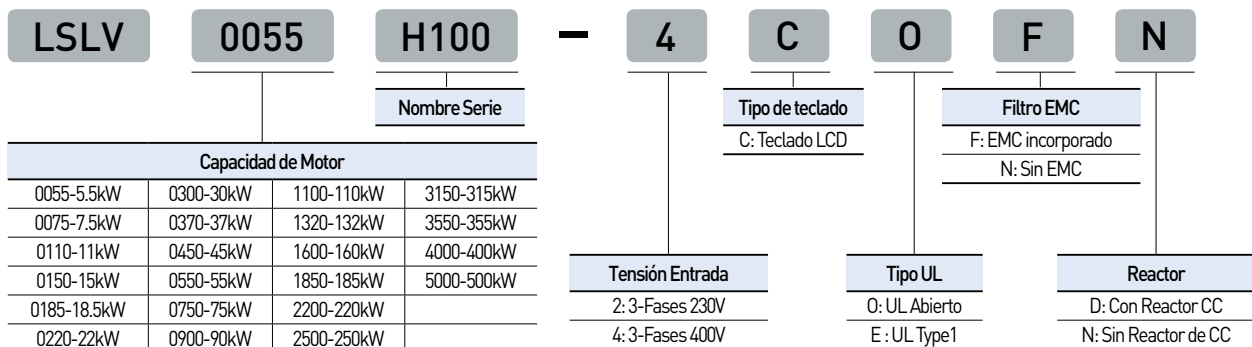 LSLV 0055 H100 – 4 C O F N
Nombre Serie
Tipo de teclado
C: Teclado LCD
Filtro EMC
F: EMC incorporado
N: Sin EMC
Capacidad de Motor
0055-5.5kW 0300-30kW 1100-110kW 3150-315kW
0075-7.5kW 0370-37kW 1320-132kW 3550-355kW
0110-11kW 0450-45kW 1600-160kW 4000-400kW
0150-15kW 0550-55kW 1850-185kW 5000-500kW
0185-18.5kW 0750-75kW 2200-220kW
0220-22kW 0900-90kW 2500-250kW
Tensión Entrada
2: 3-Fases 230V
4: 3-Fases 400V
Tipo UL
O: UL Abierto
E : UL Type1
Reactor
D: Con Reactor CC
N: Sin Reactor de CC